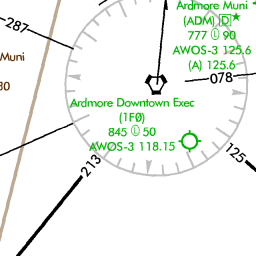 Ardmore Muni
(ADM) D
777 90
AWOS-3 125.6
(A) 125.6
287
Muni
30
078
Ardmore Downtown Exec
(1F0)
845 50
AWOS-3 118.15
213
125